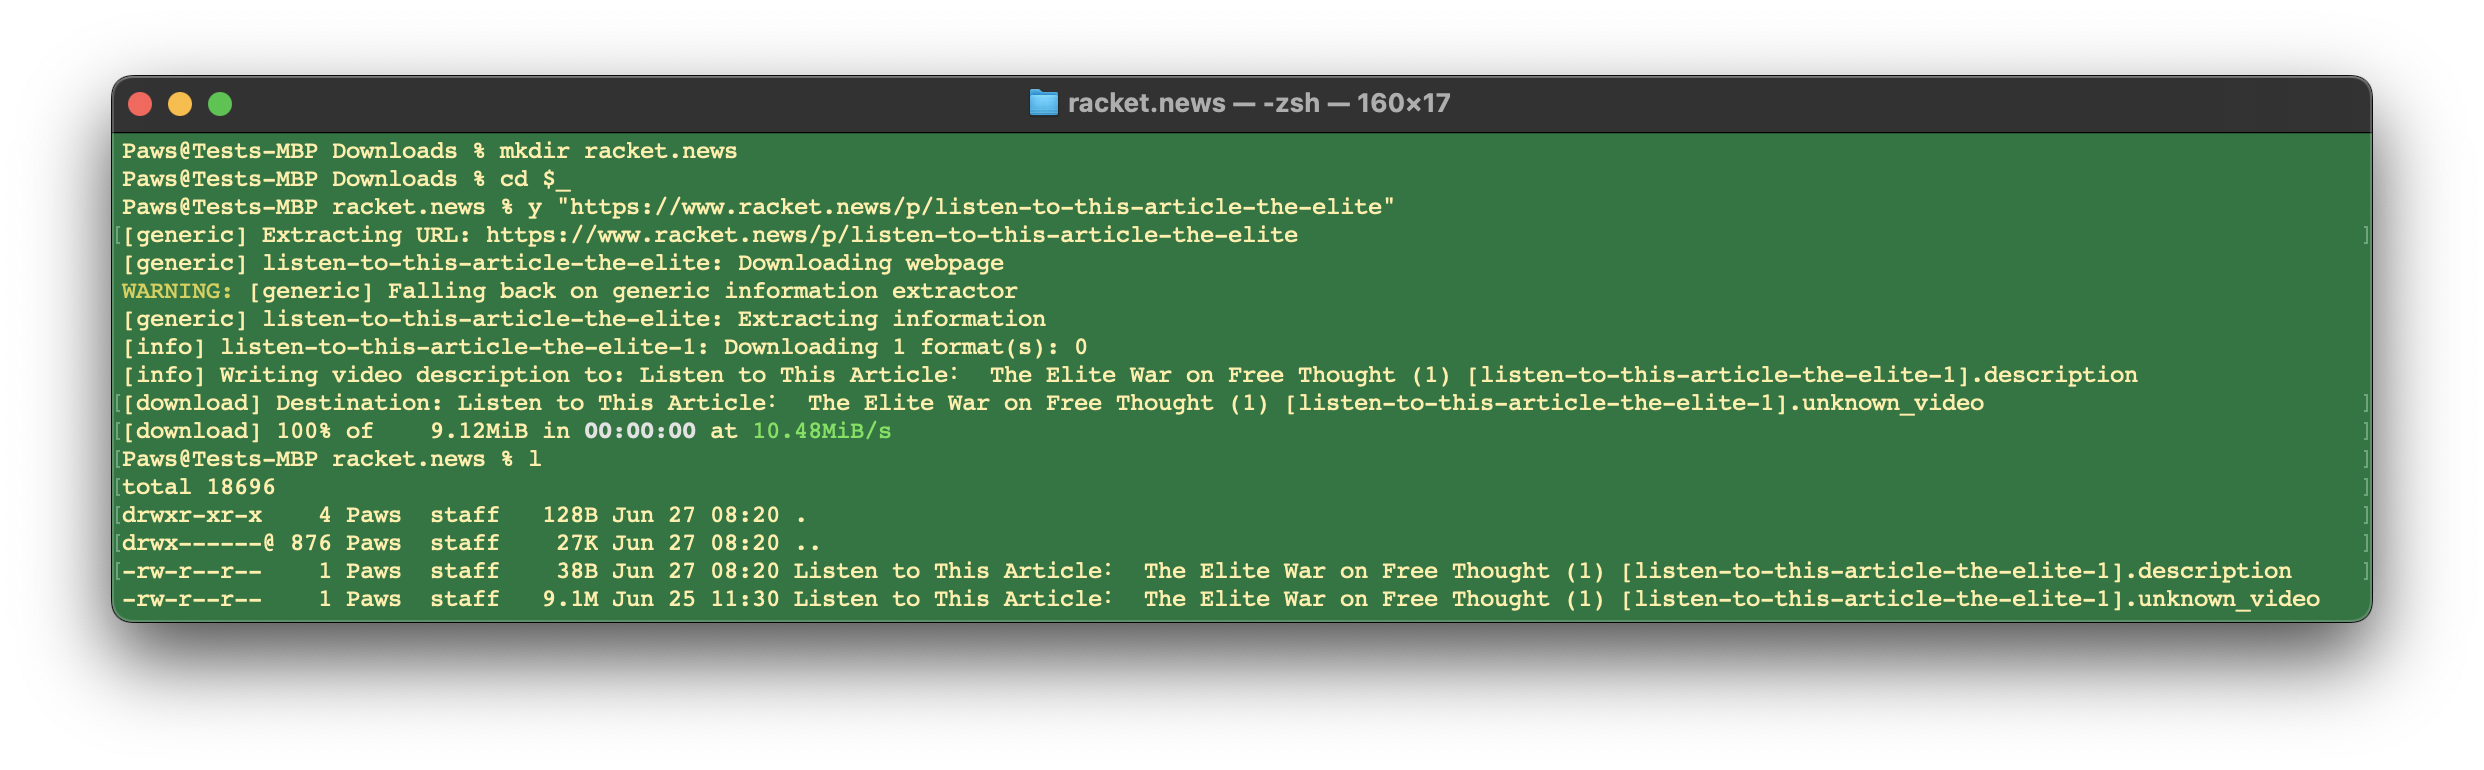 racket.news — -zsh — 160×17
Paws@Tests-MBP Downloads % mkdir racket.news
Paws@Tests-MBP Downloads % cd $_
Paws@Tests-MBP racket.news % y "https://www.racket.news/p/listen-to-this-article-the-elite"
[generic] Extracting URL: https://www.racket.news/p/listen-to-this-article-the-elite
[generic] listen-to-this-article-the-elite: Downloading webpage
WARNING: [generic] Falling back on generic information extractor
[generic] listen-to-this-article-the-elite: Extracting information
[info] listen-to-this-article-the-elite-1: Downloading 1 format(s): 0
[info] Writing video description to: Listen to This Article：  The Elite War on Free Thought (1) [listen-to-this-article-the-elite-1].description
[download] Destination: Listen to This Article：  The Elite War on Free Thought (1) [listen-to-this-article-the-elite-1].unknown_video
[download] 100% of    9.12MiB in 00:00:00 at 10.48MiB/s
Paws@Tests-MBP racket.news % l
total 18696
drwxr-xr-x    4 Paws  staff   128B Jun 27 08:20 .
drwx------@ 876 Paws  staff    27K Jun 27 08:20 ..
-rw-r--r--    1 Paws  staff    38B Jun 27 08:20 Listen to This Article：  The Elite War on Free Thought (1) [listen-to-this-article-the-elite-1].description
-rw-r--r--    1 Paws  staff   9.1M Jun 25 11:30 Listen to This Article：  The Elite War on Free Thought (1) [listen-to-this-article-the-elite-1].unknown_video